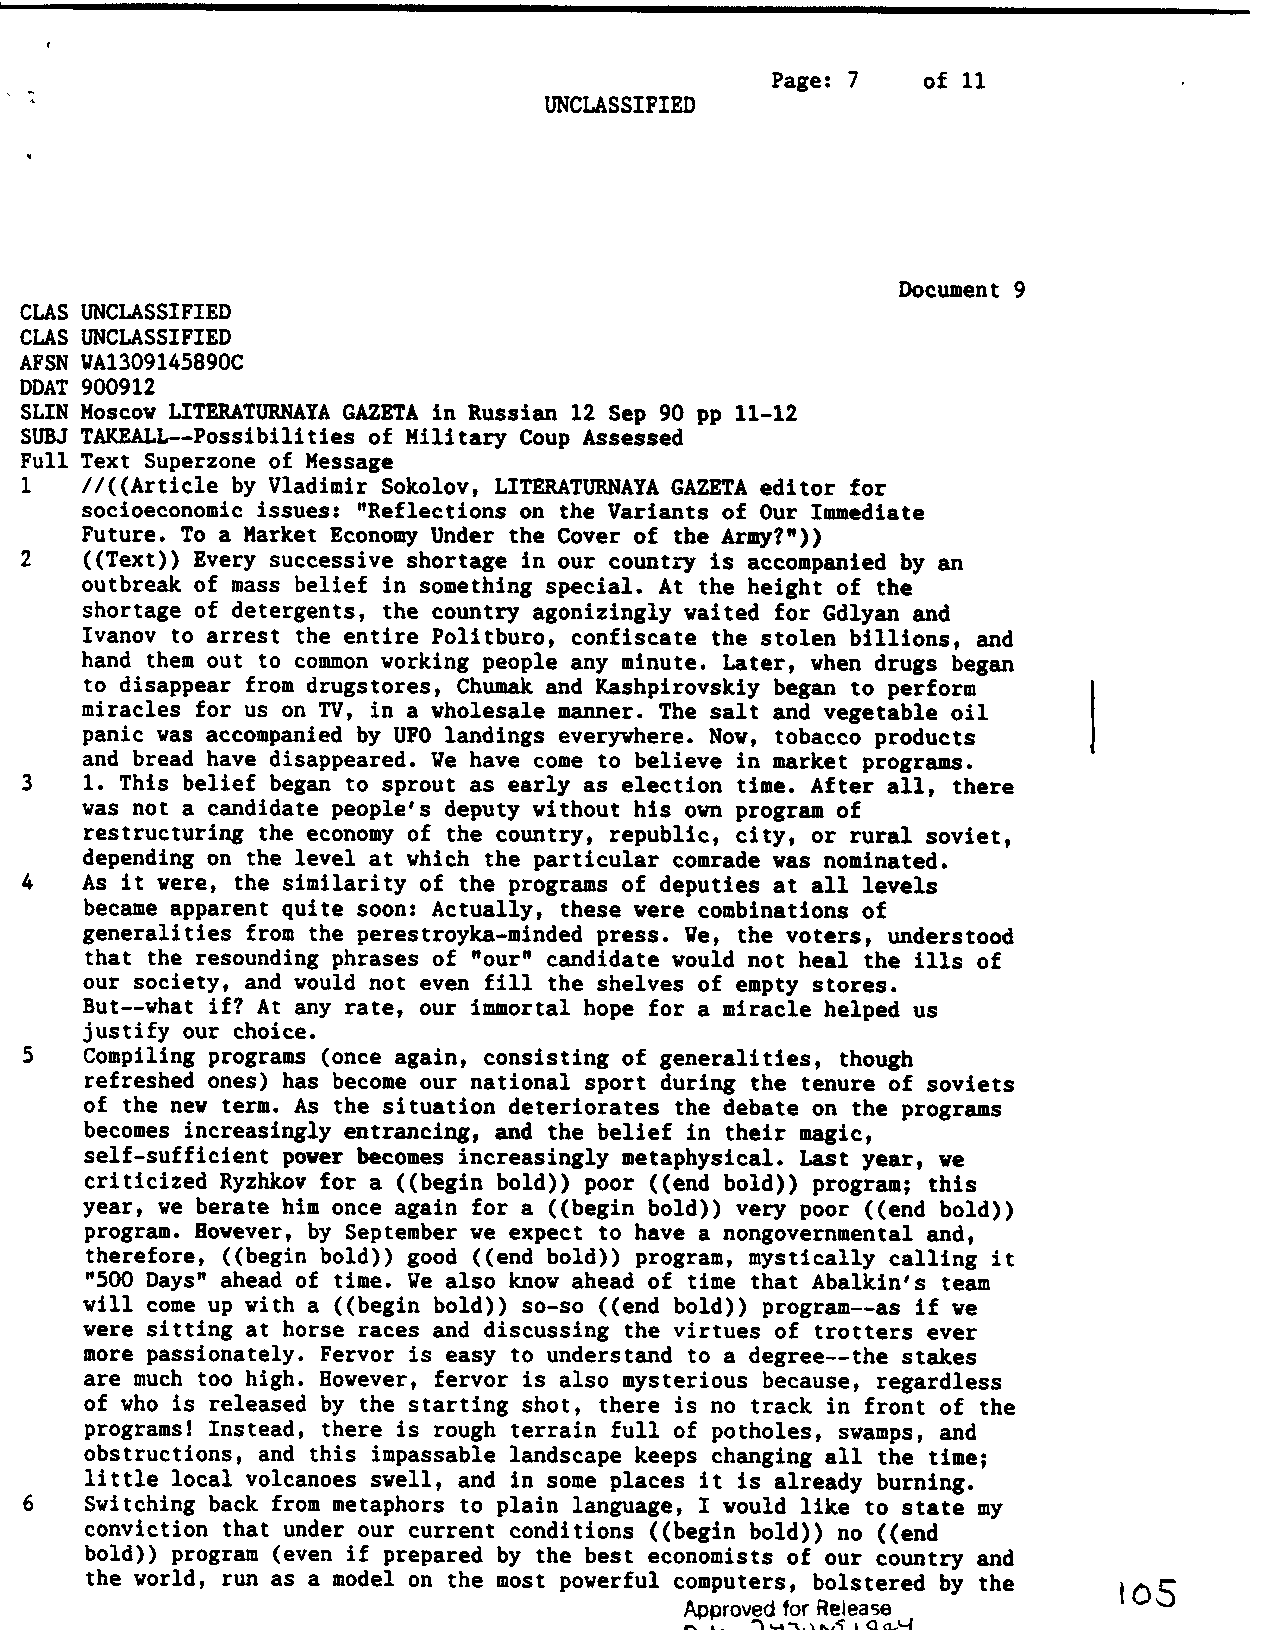 Page: 7 of 11
UNCLASSIFIED
Document 9
CLAS UNCLASSIFIED
CLAS UNCLASSIFIED
AFSN WA1309145890C
DDAT 900912
SLIN Moscow LITERATURNAYA GAZETA in Russian 12 Sep 90 pp 11-12
SUBJ TAKEALL--Possibilities of Military Coup Assessed
Full Text Superzone of Message
1 //((Article by Vladimir Sokolov, LITERATURNAYA GAZETA editor for
socioeconomic issues: "Reflections on the Variants of Our Immediate
Future. To a Market Economy Under the Cover of the Army?"))
2 ((Text)) Every successive shortage in our country is accompanied by an
outbreak of mass belief in something special. At the height of the
shortage of detergents, the country agonizingly waited for Gdlyan and
Ivanov to arrest the entire Politburo, confiscate the stolen billions, and
hand them out to common working people any minute. Later, when drugs began
to disappear from drugstores, Chumak and Kashpirovskiy began to perform
miracles for us on TV, in a wholesale manner. The salt and vegetable oil
panic was accompanied by UFO landings everywhere. Now, tobacco products
and bread have disappeared. We have come to believe in market programs.
3 1. This belief began to sprout as early as election time. After all, there
was not a candidate people's deputy without his own program of
restructuring the economy of the country, republic, city, or rural soviet,
depending on the level at which the particular comrade was nominated.
4 As it were, the similarity of the programs of deputies at all levels
became apparent quite soon: Actually, these were combinations of
generalities from the perestroyka-minded press. We, the voters, understood
that the resounding phrases of "our" candidate would not heal the ills of
our society, and would not even fill the shelves of empty stores.
But--what if? At any rate, our immortal hope for a miracle helped us
justify our choice.
5 Compiling programs (once again, consisting of generalities, though
refreshed ones) has become our national sport during the tenure of soviets
of the new term. As the situation deteriorates the debate on the programs
becomes increasingly entrancing, and the belief in their magic,
self-sufficient power becomes increasingly metaphysical. Last year, we
criticized Ryzhkov for a ((begin bold)) poor ((end bold)) program; this
year, we berate him once again for a ((begin bold)) very poor ((end bold))
program. However, by September we expect to have a nongovernmental and,
therefore, ((begin bold)) good ((end bold)) program, mystically calling it
"500 Days" ahead of time. We also know ahead of time that Abalkin's team
will come up with a ((begin bold)) so-so ((end bold)) program--as if we
were sitting at horse races and discussing the virtues of trotters ever
more passionately. Fervor is easy to understand to a degree--the stakes
are much too high. However, fervor is also mysterious because, regardless
of who is released by the starting shot, there is no track in front of the
programs! Instead, there is rough terrain full of potholes, swamps, and
obstructions, and this impassable landscape keeps changing all the time;
little local volcanoes swell, and in some places it is already burning.
6 Switching back from metaphors to plain language, I would like to state my
conviction that under our current conditions ((begin bold)) no ((end
bold)) program (even if prepared by the best economists of our country and
the world, run as a model on the most powerful computers, bolstered by the
105
Approved for Release